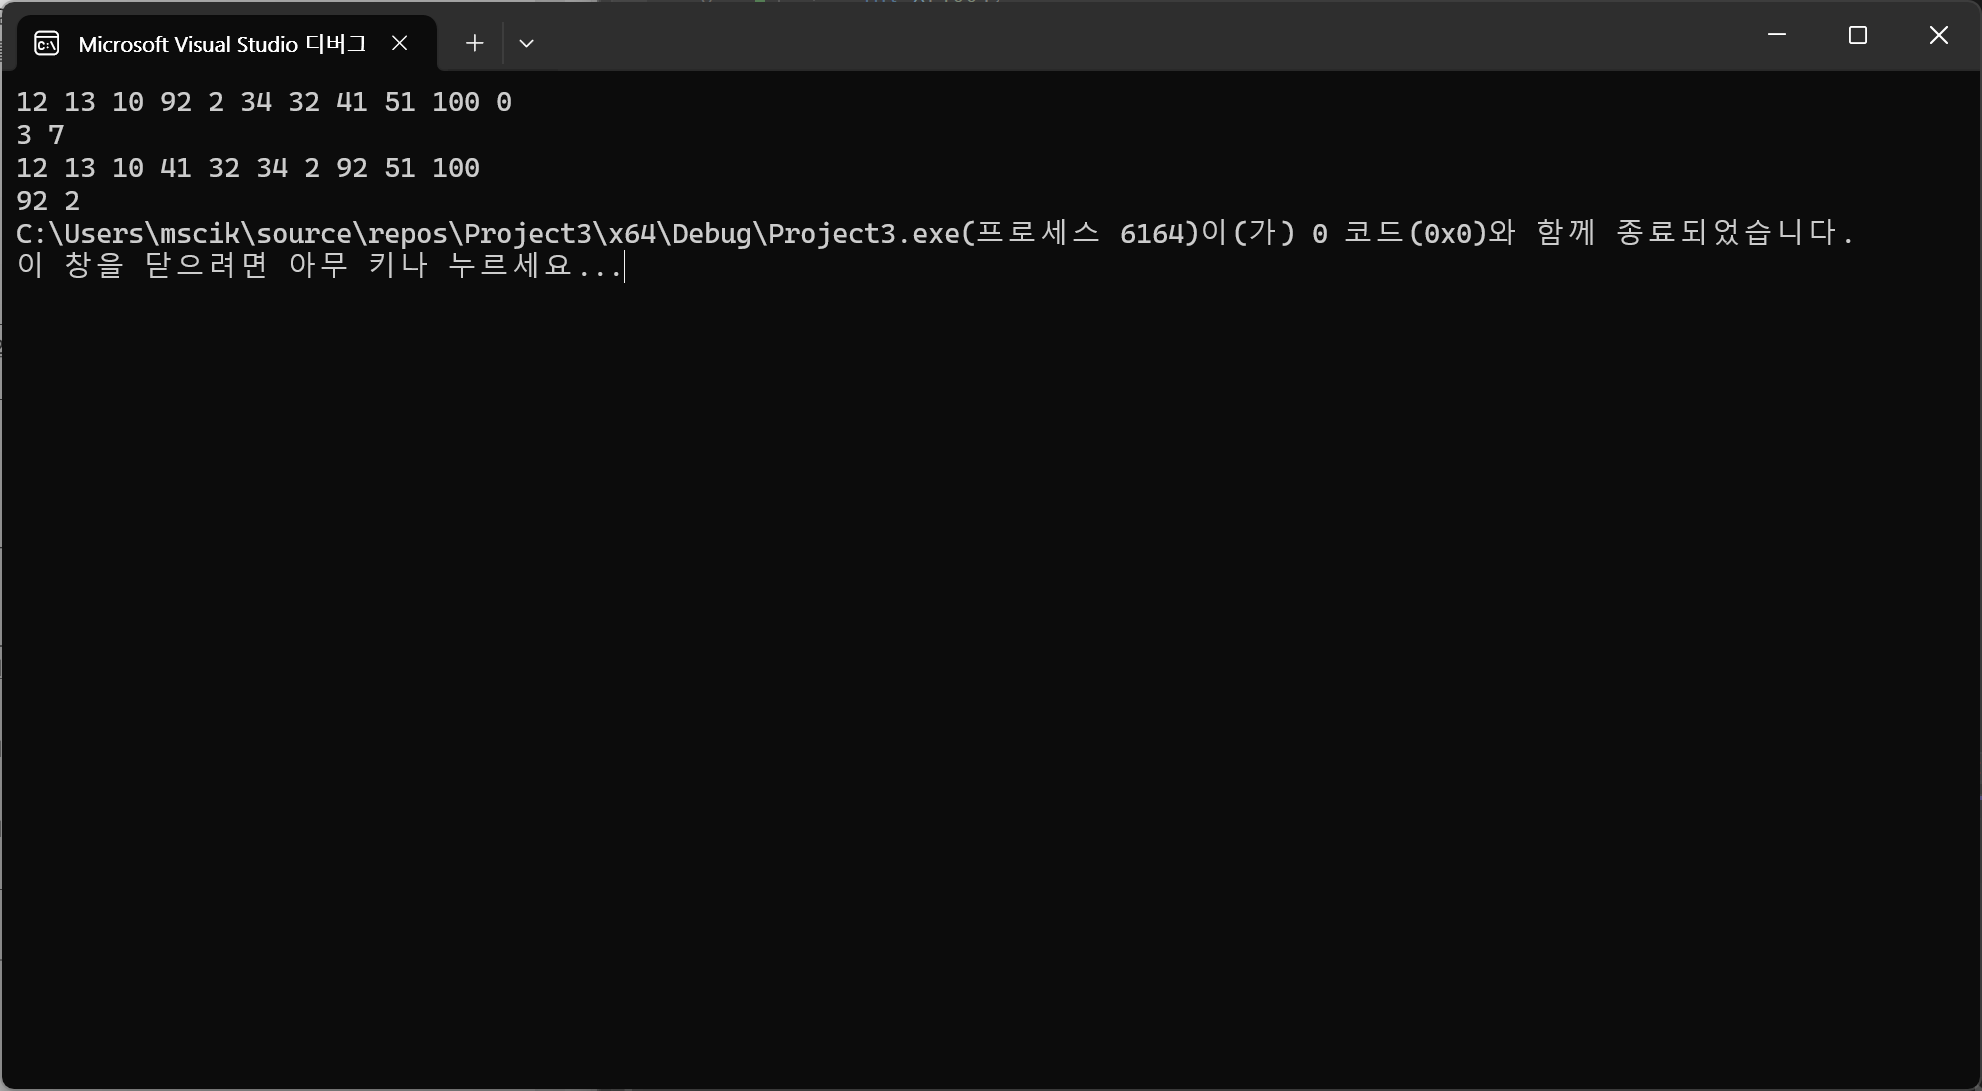 Microsoft Visual Studio 디버그
12 13 10 92 2 34 32 41 51 100 0
3 7
12 13 10 41 32 34 2 92 51 100
92 2
C:\Users\mscik\source\repos\Project3\x64\Debug\Project3.exe(프로세스 6164)이(가) 0 코드(0x0)와 함께 종료되었습니다.
이 창을 닫으려면 아무 키나 누르세요...